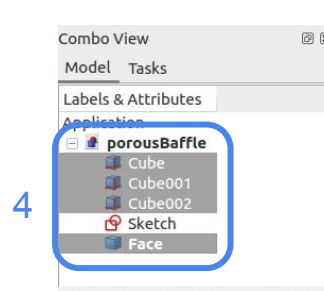 Combo View
Model Tasks
Labels & Attributes
Application
porousBaffle
Cube
Cube001
Cube002
Sketch
Face
4